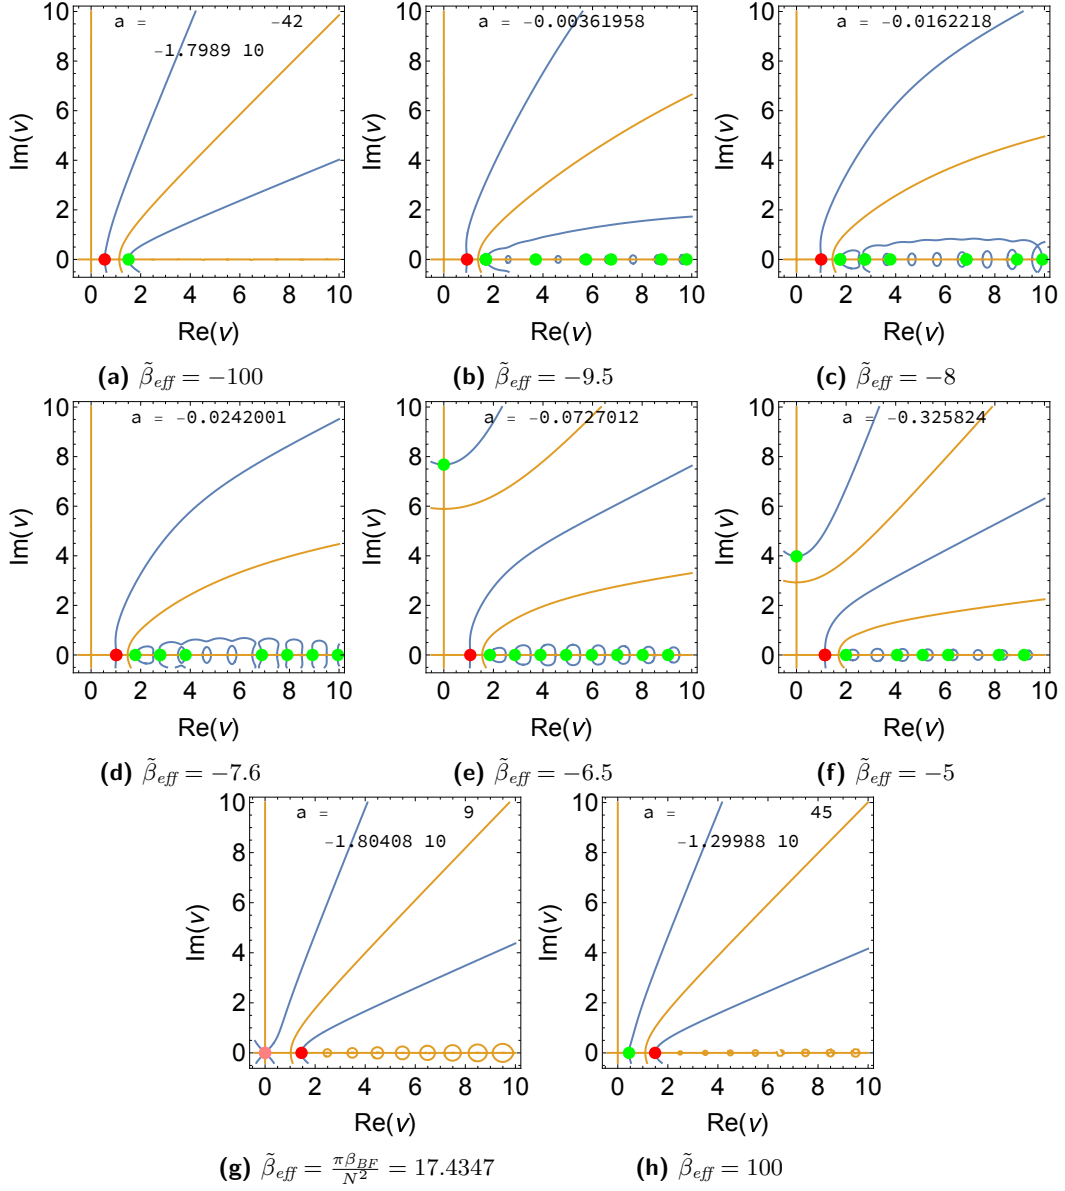 a = -42
-1.7989 10
a = -0.00361958
a = -0.0162218
10
8
6
4
2
0
Im(ν)
0 2 4 6 8 10
Re(ν)
10
8
6
4
2
0
Im(ν)
0 2 4 6 8 10
Re(ν)
10
8
6
4
2
0
Im(ν)
0 2 4 6 8 10
Re(ν)
(a) β̃eff = −100
(b) β̃eff = −9.5
(c) β̃eff = −8
a = -0.0242001
a = -0.0727012
a = -0.325824
10
8
6
4
2
0
Im(ν)
0 2 4 6 8 10
Re(ν)
10
8
6
4
2
0
Im(ν)
0 2 4 6 8 10
Re(ν)
10
8
6
4
2
0
Im(ν)
0 2 4 6 8 10
Re(ν)
(d) β̃eff = −7.6
(e) β̃eff = −6.5
(f) β̃eff = −5
a = 9
-1.80408 10
a = 45
-1.29988 10
10
8
6
4
2
0
Im(ν)
0 2 4 6 8 10
Re(ν)
10
8
6
4
2
0
Im(ν)
0 2 4 6 8 10
Re(ν)
(g) β̃eff = πβBF/N² = 17.4347
(h) β̃eff = 100